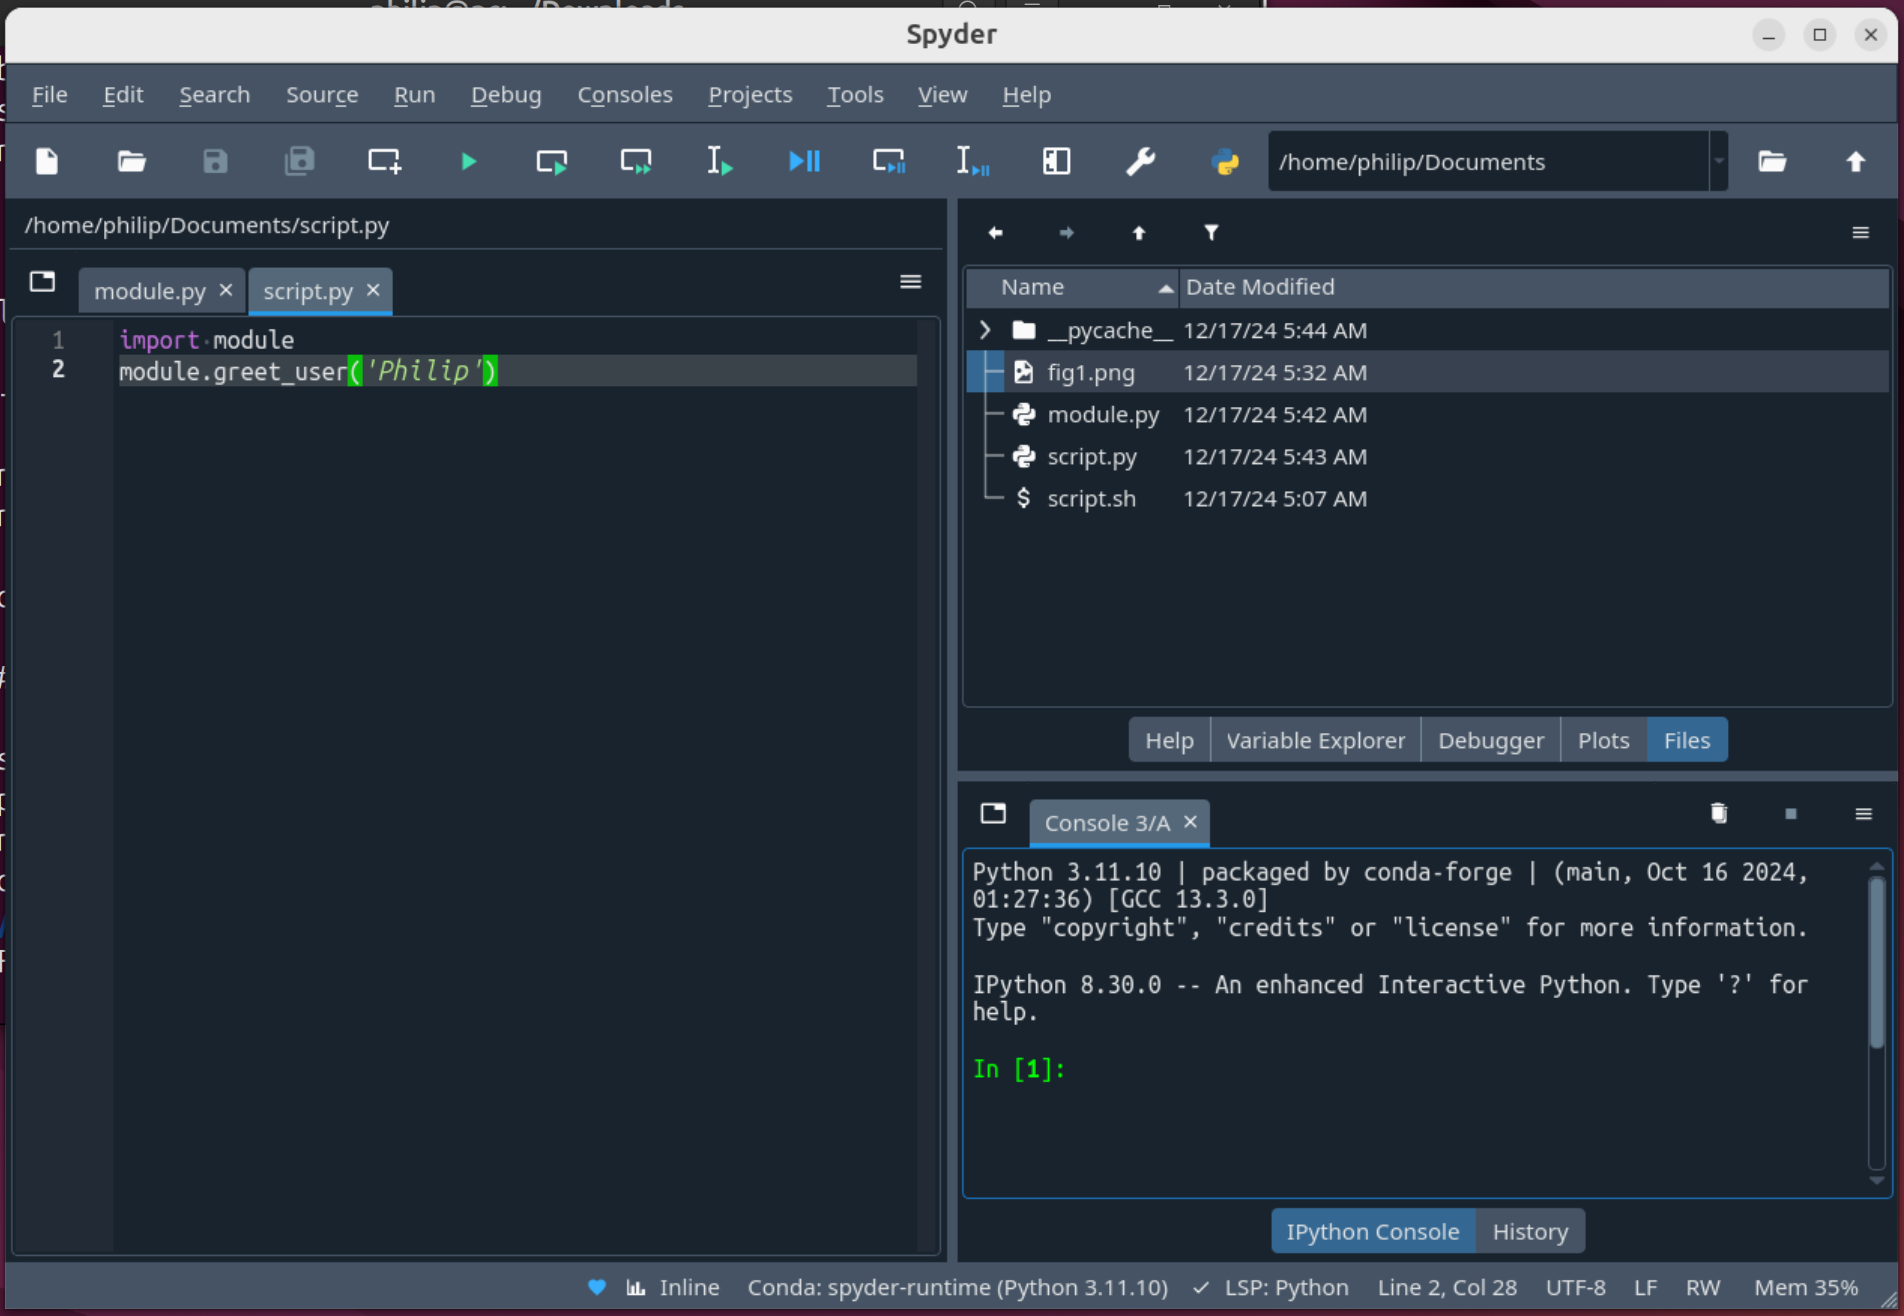 Spyder
File Edit Search Source Run Debug Consoles Projects Tools View Help
/home/philip/Documents
/home/philip/Documents/script.py
module.py script.py
1 import module
2 module.greet_user('Philip')
Name Date Modified
__pycache__ 12/17/24 5:44 AM
fig1.png 12/17/24 5:32 AM
module.py 12/17/24 5:42 AM
script.py 12/17/24 5:43 AM
$ script.sh 12/17/24 5:07 AM
Help Variable Explorer Debugger Plots Files
Console 3/A
Python 3.11.10 | packaged by conda-forge | (main, Oct 16 2024,
01:27:36) [GCC 13.3.0]
Type "copyright", "credits" or "license" for more information.
IPython 8.30.0 -- An enhanced Interactive Python. Type '?' for
help.
In [1]:
IPython Console History
Inline Conda: spyder-runtime (Python 3.11.10) ✓ LSP: Python Line 2, Col 28 UTF-8 LF RW Mem 35%